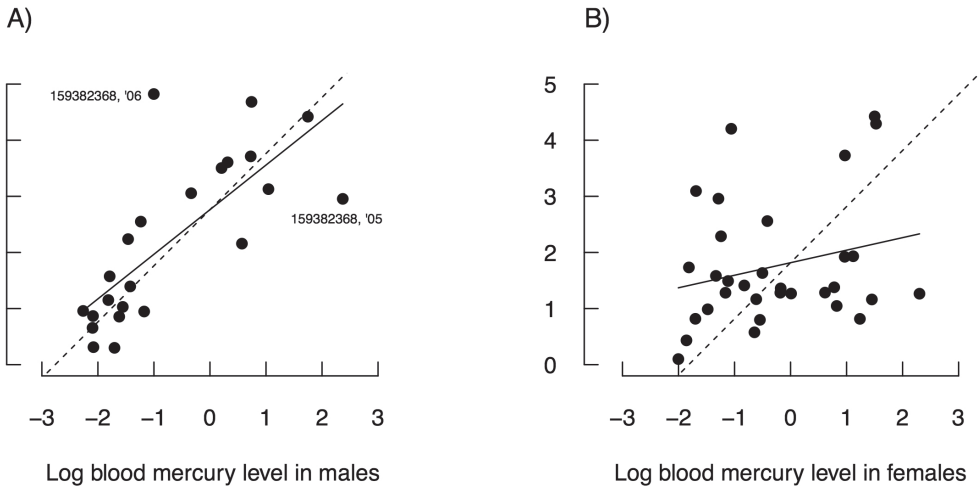 A)
B)
159382368, '06
159382368, '05
5
4
3
2
1
0
−3 −2 −1 0 1 2 3
−3 −2 −1 0 1 2 3
Log blood mercury level in males
Log blood mercury level in females